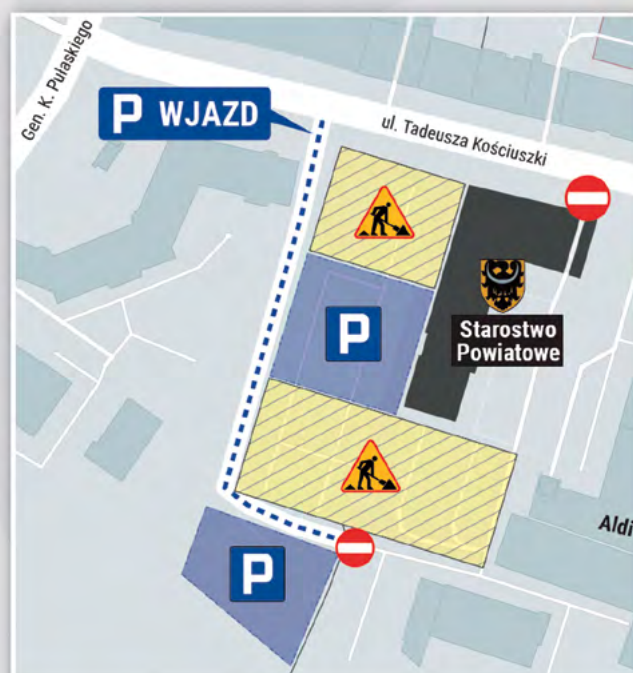 Gen. K. Pułaskiego
P WJAZD
ul. Tadeusza Kościuszki
P
Starostwo
Powiatowe
Aldi
P